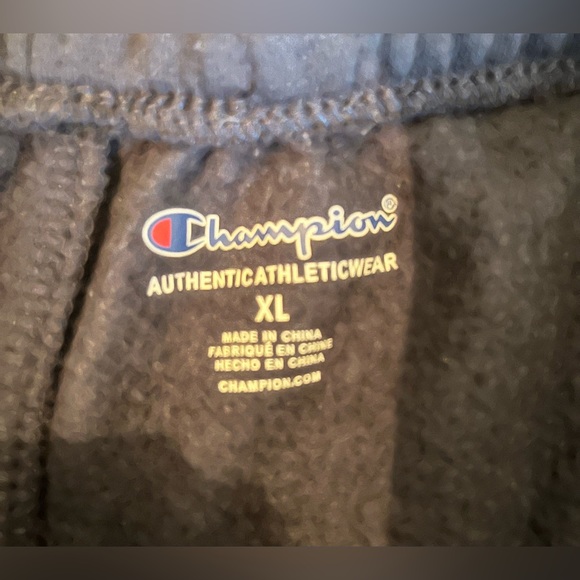 Champion®
AUTHENTICATHLETICWEAR
XL
MADE IN CHINA
FABRIQUÉ EN CHINE
HECHO EN CHINA
CHAMPION.COM